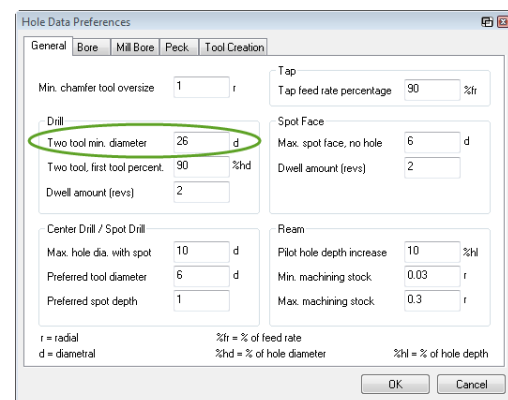 Hole Data Preferences
General Bore Mill Bore Peck Tool Creation
Min. chamfer tool oversize 1 r
Tap
Tap feed rate percentage 90 %fr
Drill
Two tool min. diameter 26 d
Two tool, first tool percent. 90 %hd
Dwell amount (revs) 2
Spot Face
Max. spot face, no hole 6 d
Dwell amount (revs) 2
Center Drill / Spot Drill
Max. hole dia. with spot 10 d
Preferred tool diameter 6 d
Preferred spot depth 1
Ream
Pilot hole depth increase 10 %hl
Min. machining stock 0.03 r
Max. machining stock 0.3 r
r = radial %fr = % of feed rate
d = diametral %hd = % of hole diameter %hl = % of hole depth
OK Cancel